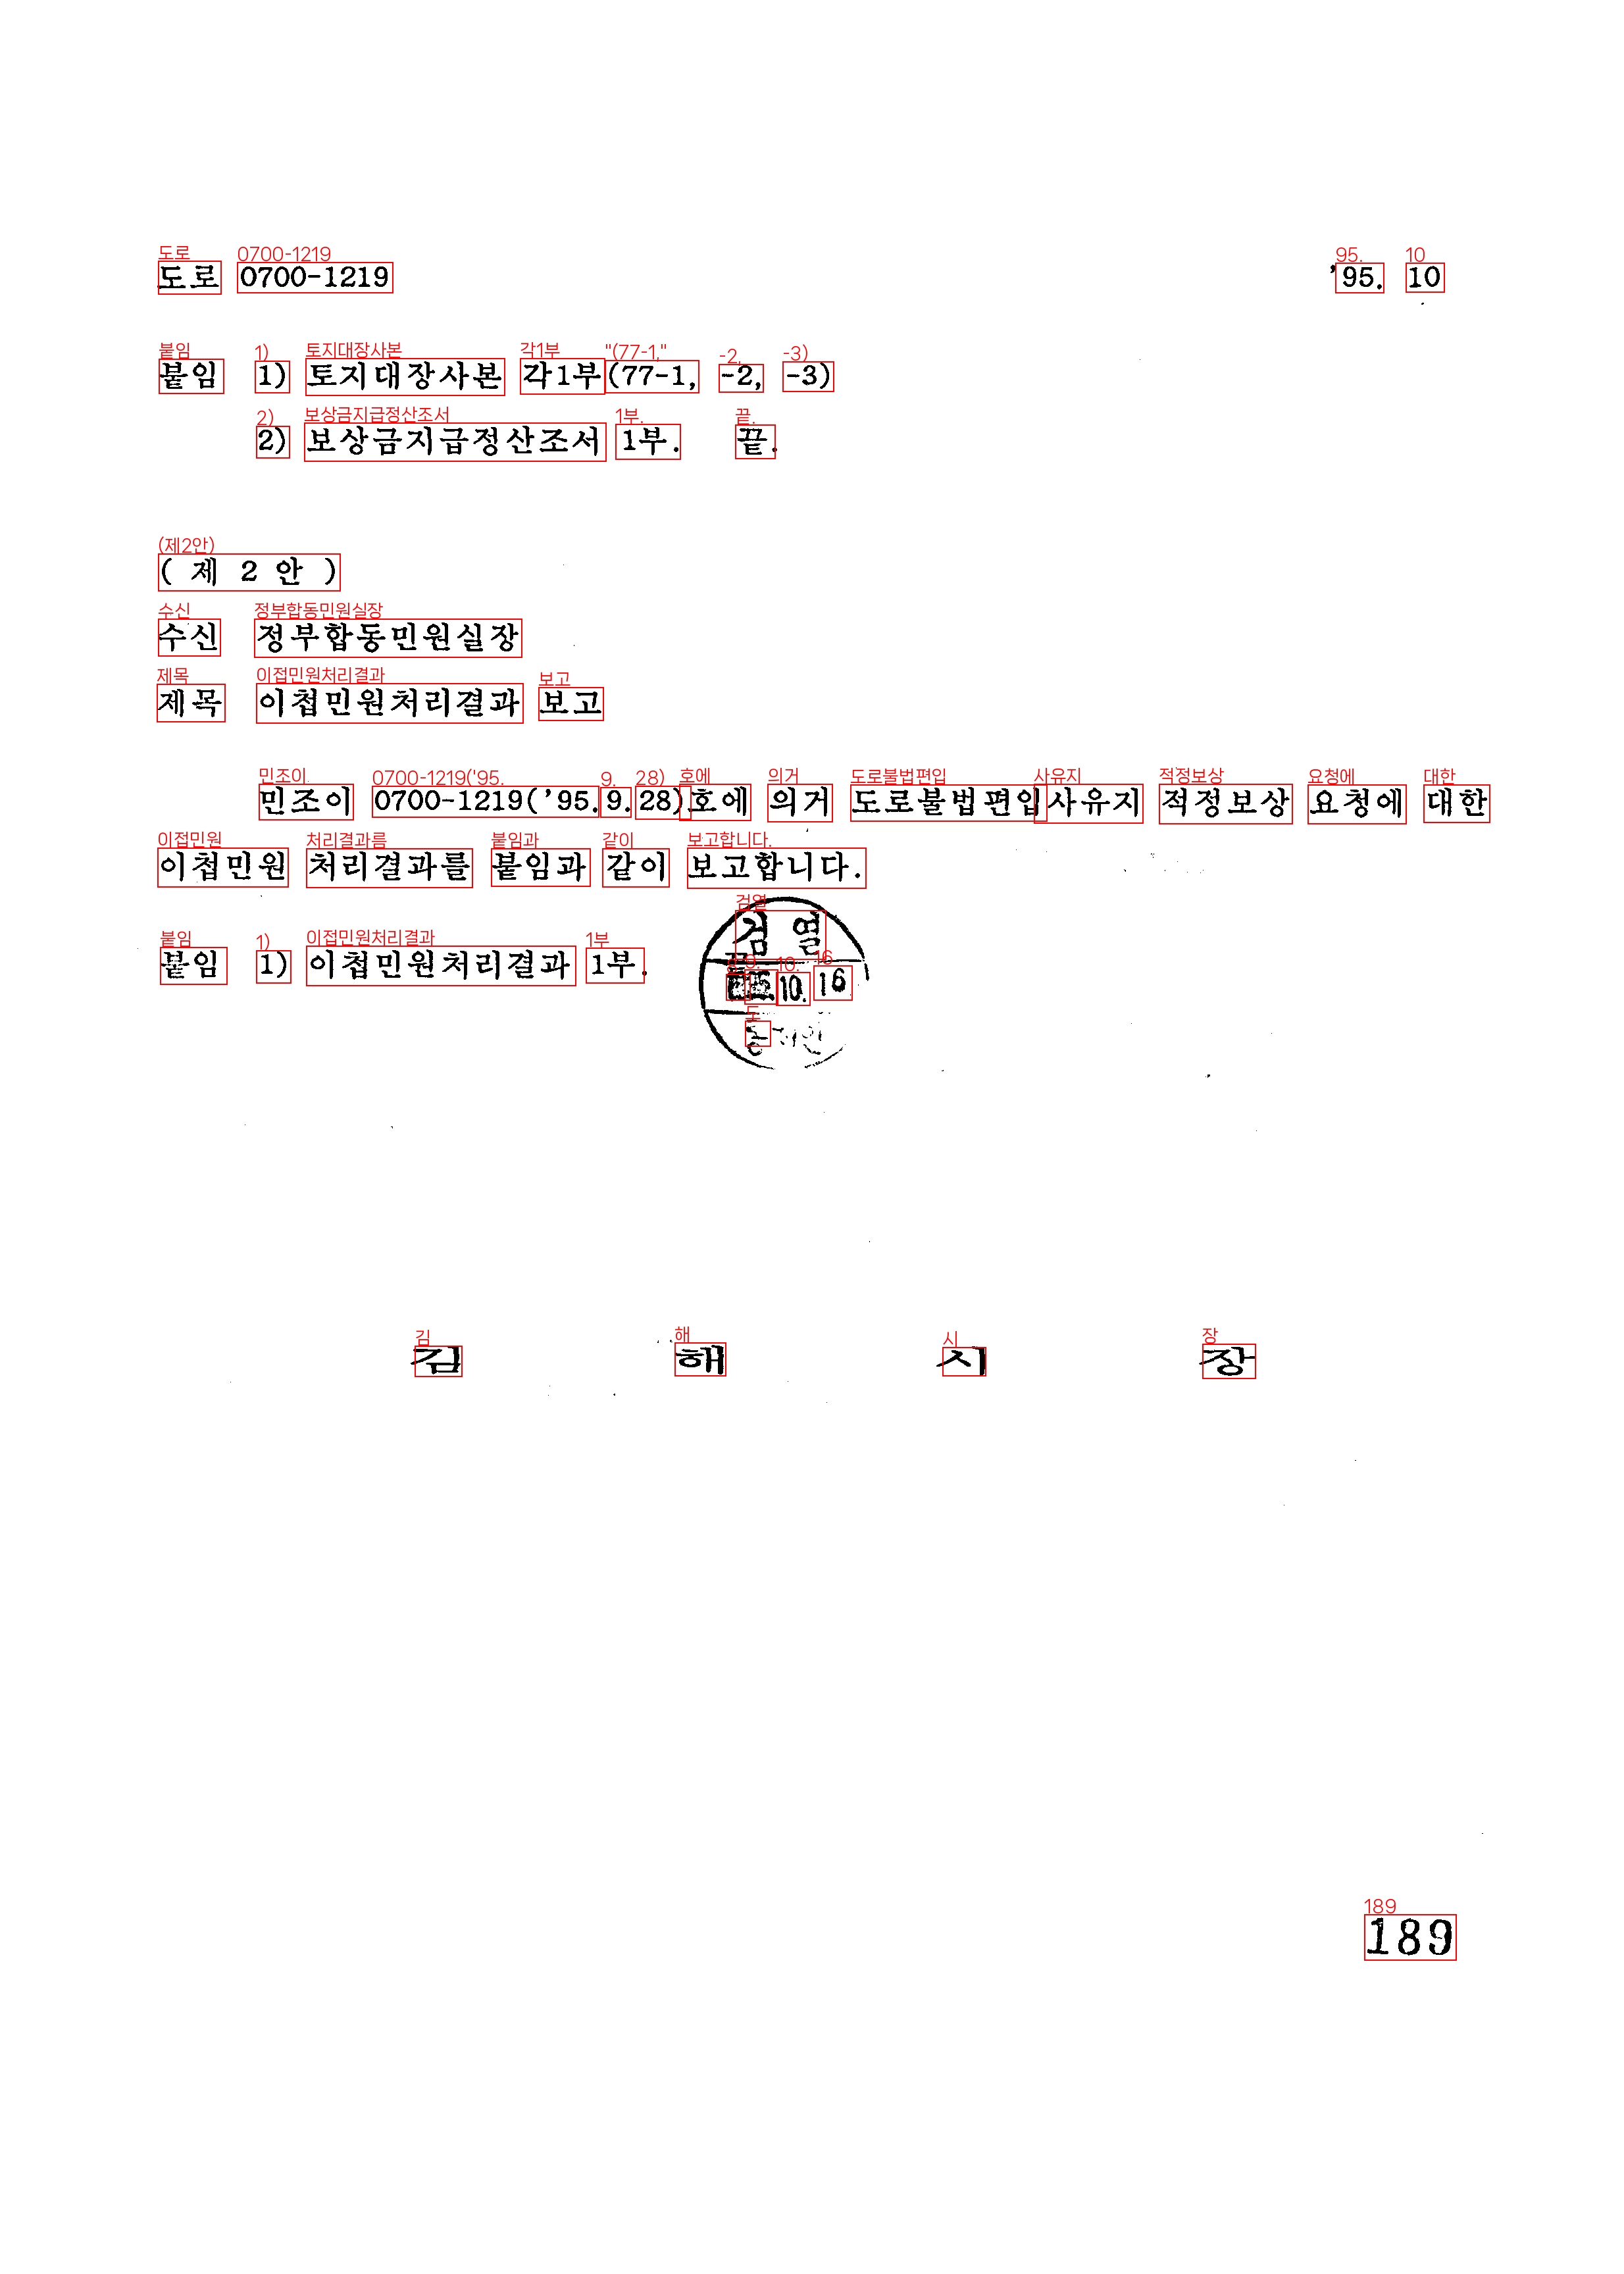 도로 0700-1219 '95. 10
붙임 1) 토지대장사본 각1부(77-1, -2, -3)
2) 보상금지급정산조서 1부. 끝.
( 제 2 안 )
수신 정부합동민원실장
제목 이첩민원처리결과 보고
민조이 0700-1219('95.9.28)호에 의거 도로불법편입사유지 적정보상 요청에 대한
이첩민원 처리결과를 붙임과 같이 보고합니다.
검 열
붙임 1) 이첩민원처리결과 1부.
10. 16
김 해 시 장
189